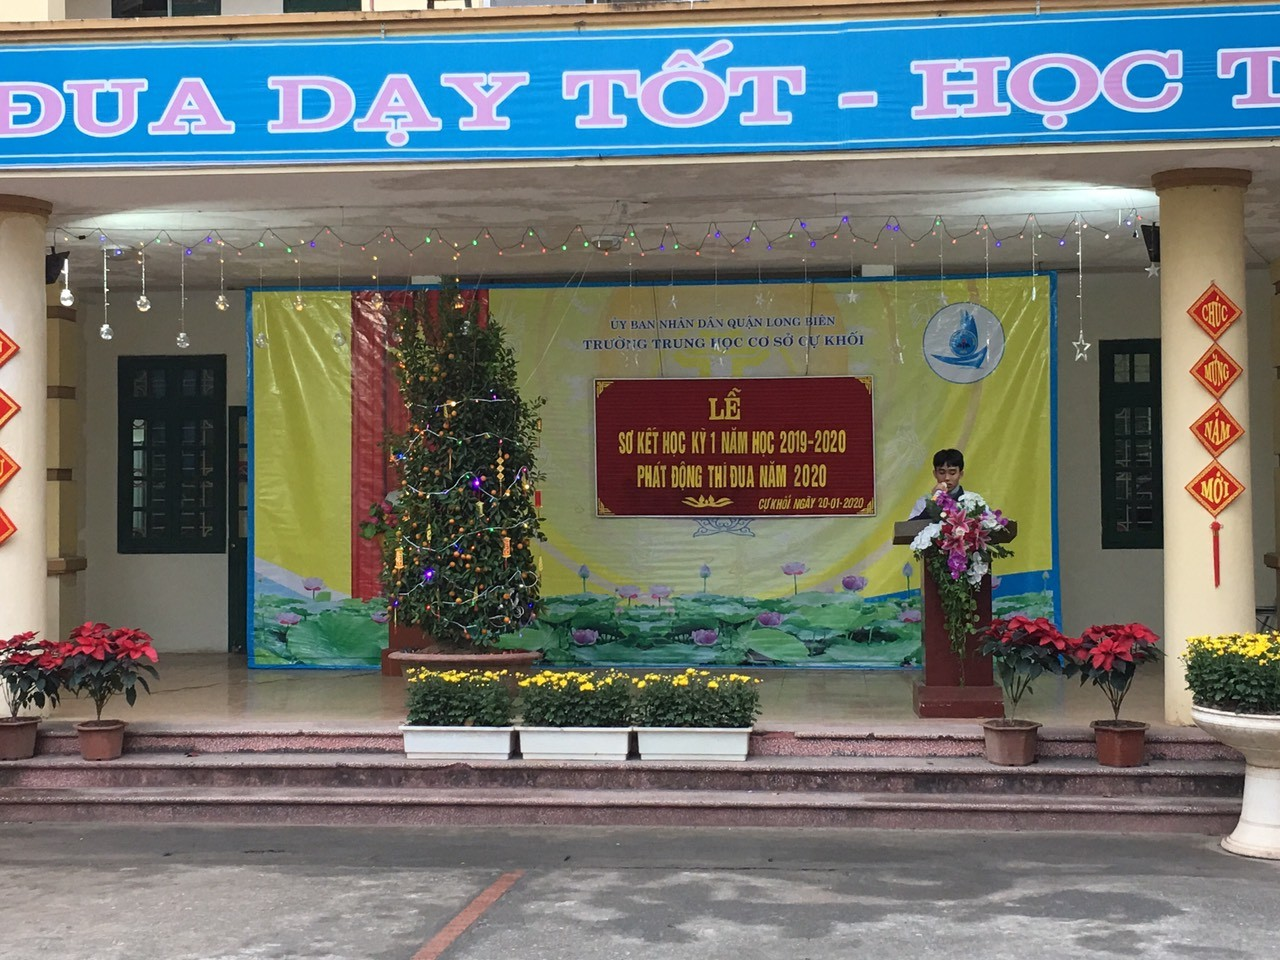 ĐUA DẠY TỐT - HỌC T
ỦY BAN NHÂN DÂN QUẬN LONG BIÊN
TRƯỜNG TRUNG HỌC CƠ SỞ CỰ KHỐI
LỄ
SƠ KẾT HỌC KỲ 1 NĂM HỌC 2019-2020
PHÁT ĐỘNG THI ĐUA NĂM 2020
CỰ KHỐI NGÀY 20-01-2020
CHÚC
MỪNG
NĂM
MỚI